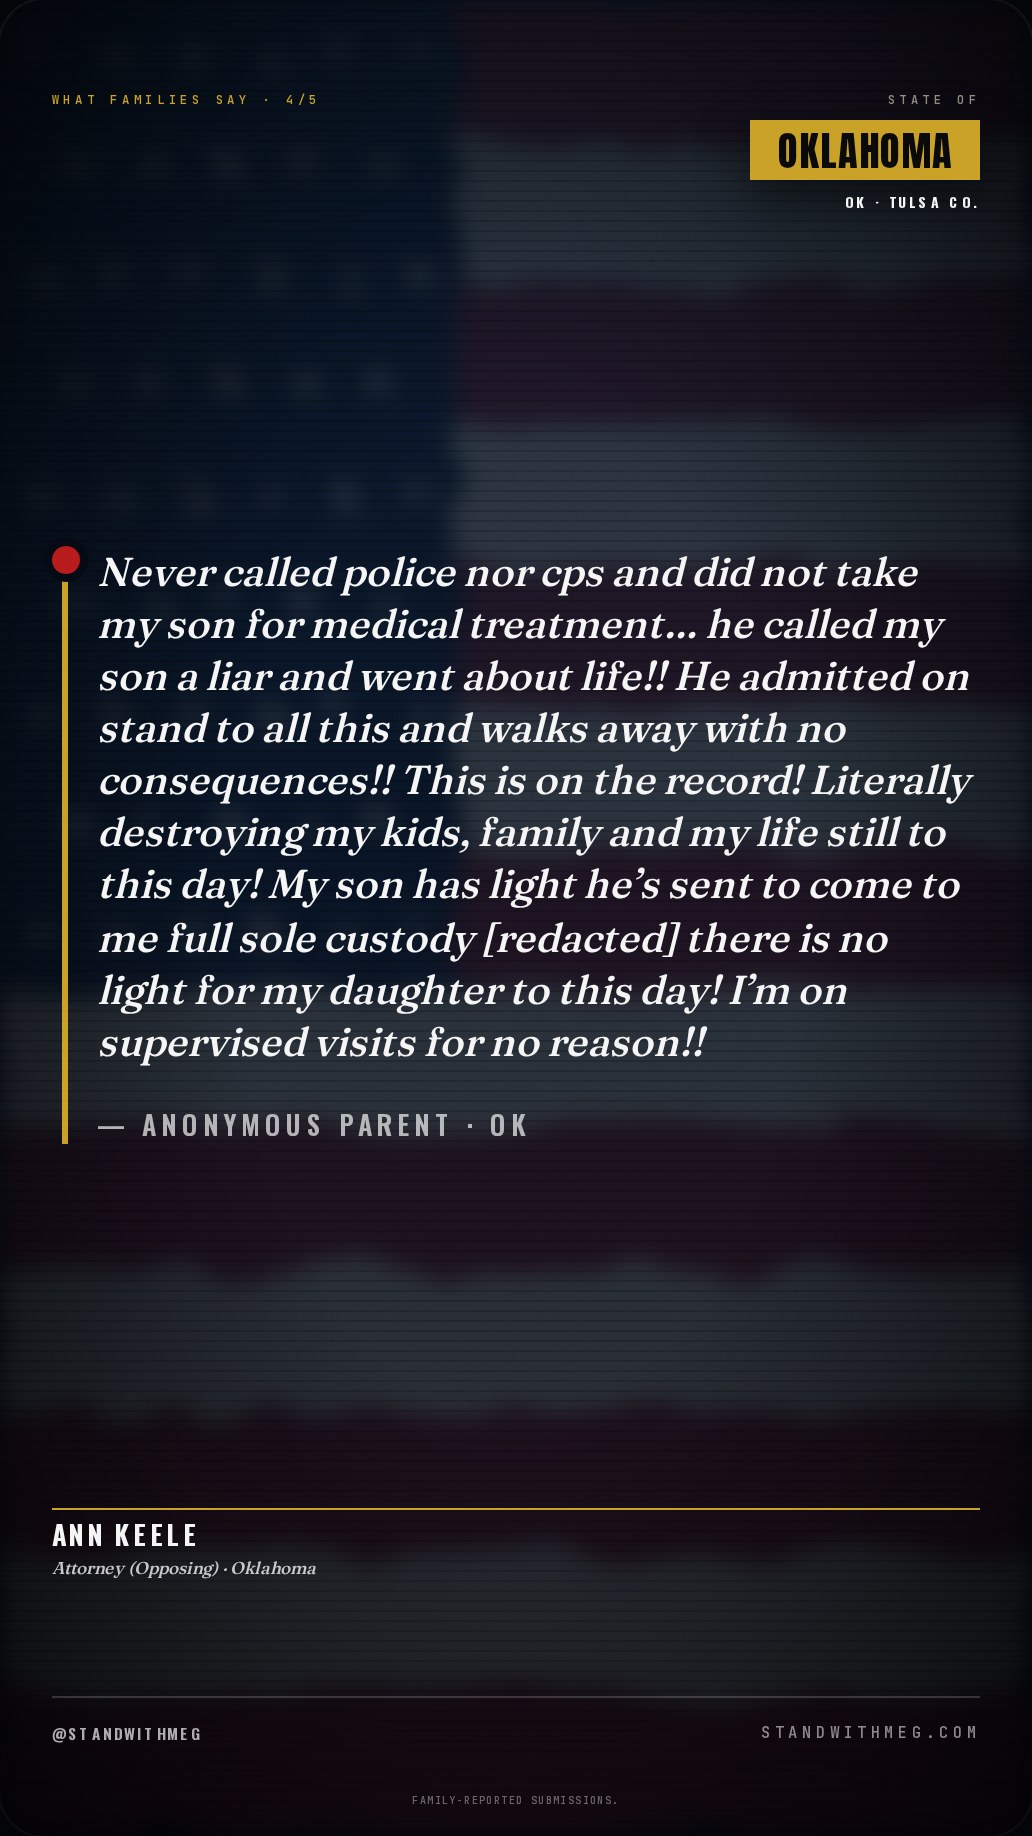 WHAT FAMILIES SAY · 4/5
STATE OF
OKLAHOMA
OK · TULSA CO.
Never called police nor cps and did not take
my son for medical treatment... he called my
son a liar and went about life!! He admitted on
stand to all this and walks away with no
consequences!! This is on the record! Literally
destroying my kids, family and my life still to
this day! My son has light he’s sent to come to
me full sole custody [redacted] there is no
light for my daughter to this day! I’m on
supervised visits for no reason!!
— ANONYMOUS PARENT · OK
ANN KEELE
Attorney (Opposing) · Oklahoma
@STANDWITHMEG
STANDWITHMEG.COM
FAMILY-REPORTED SUBMISSIONS.